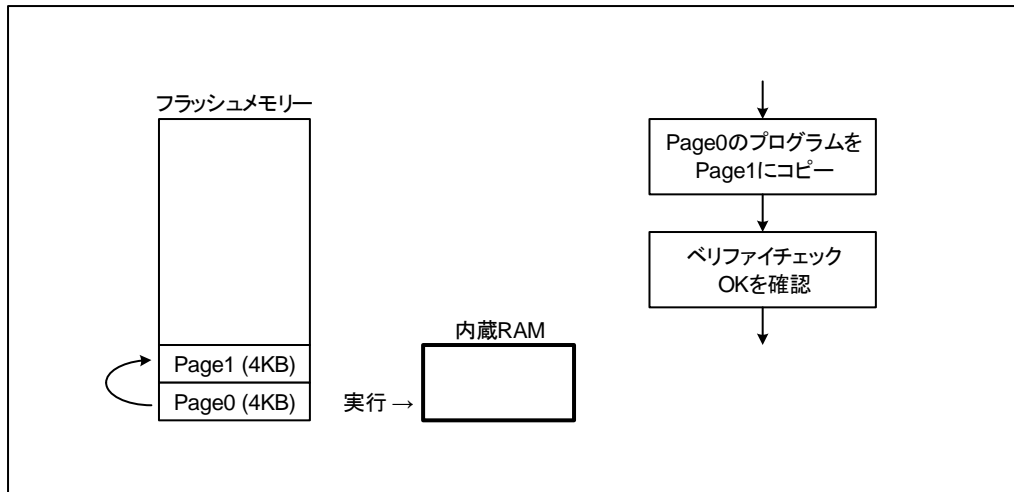 フラッシュメモリー
Page1 (4KB)
Page0 (4KB)
実行 →
内蔵RAM
Page0のプログラムを
Page1にコピー
ベリファイチェック
OKを確認